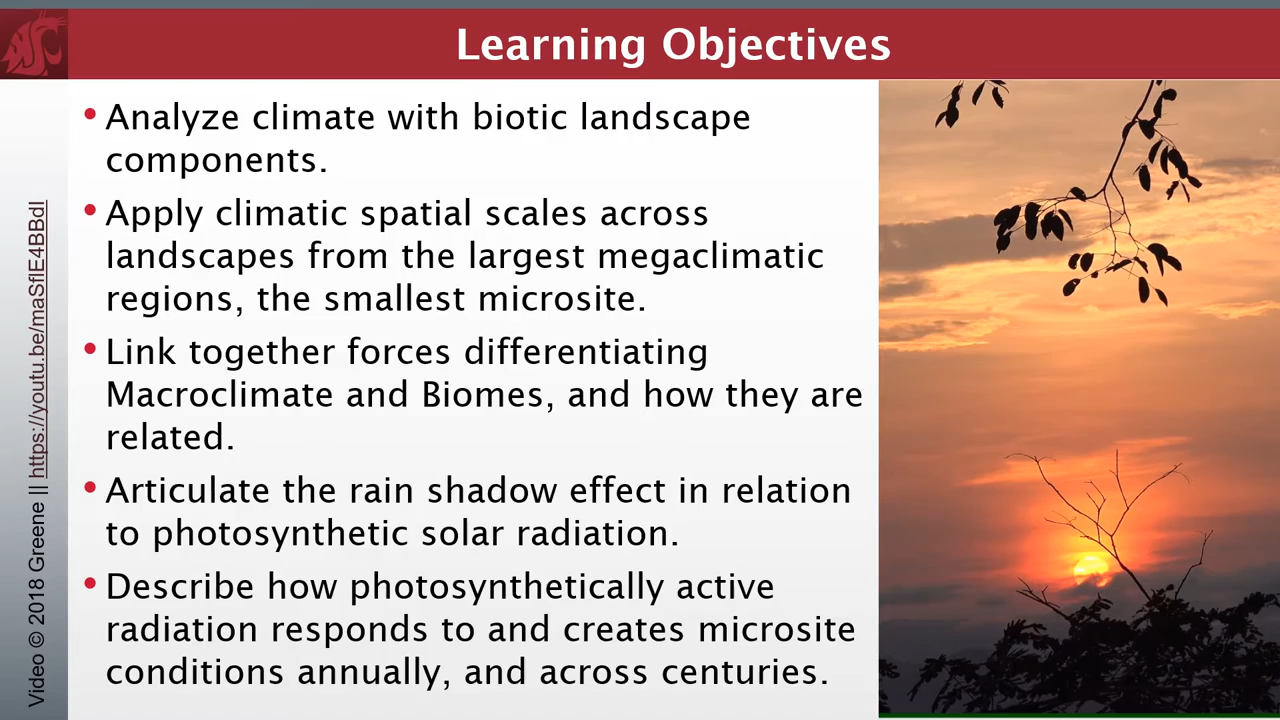 Learning Objectives
• Analyze climate with biotic landscape
components.
• Apply climatic spatial scales across
landscapes from the largest megaclimatic
regions, the smallest microsite.
• Link together forces differentiating
Macroclimate and Biomes, and how they are
related.
• Articulate the rain shadow effect in relation
to photosynthetic solar radiation.
• Describe how photosynthetically active
radiation responds to and creates microsite
conditions annually, and across centuries.
Video © 2018 Greene || https://youtu.be/maSflE4BBdI